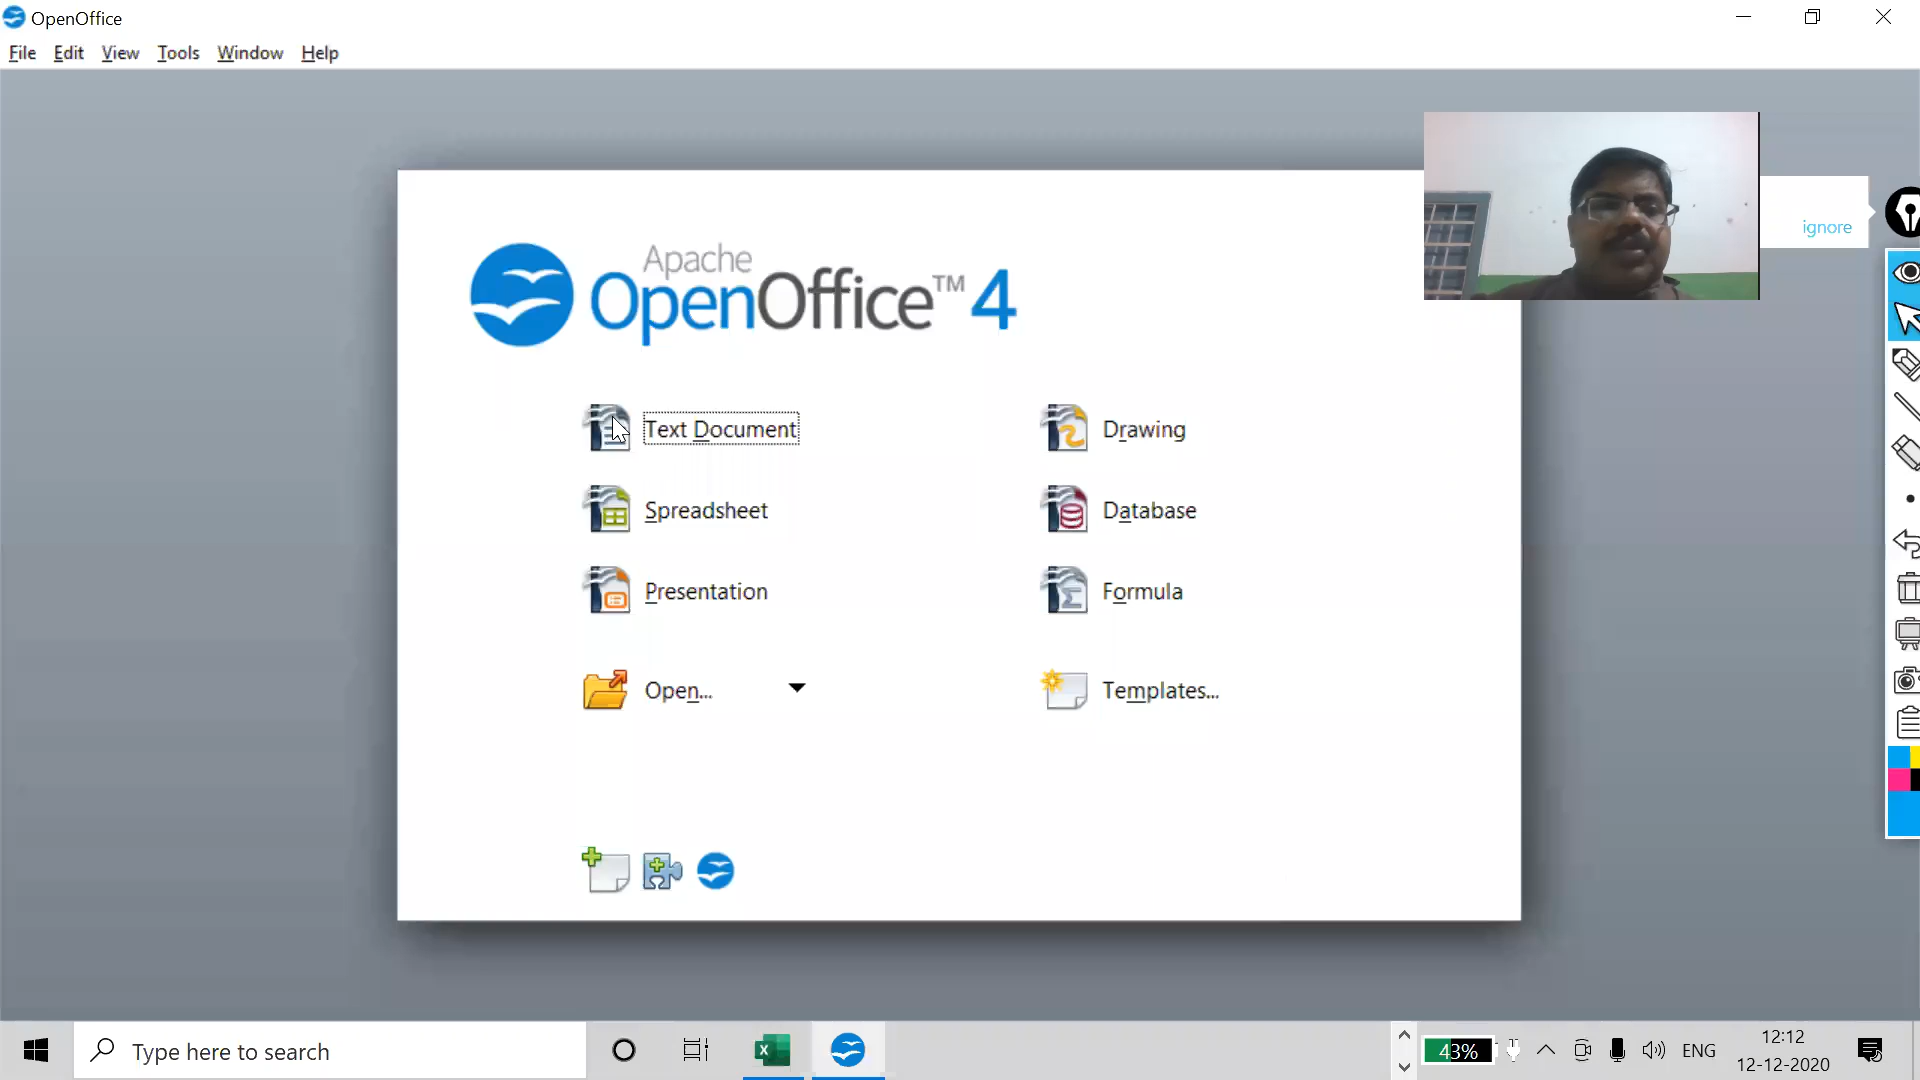 OpenOffice
File Edit View Tools Window Help
ignore
Apache
OpenOffice™ 4
Text Document
Drawing
Spreadsheet
Database
Presentation
Formula
Open...
Templates...
Type here to search
43%
ENG
12:12
12-12-2020